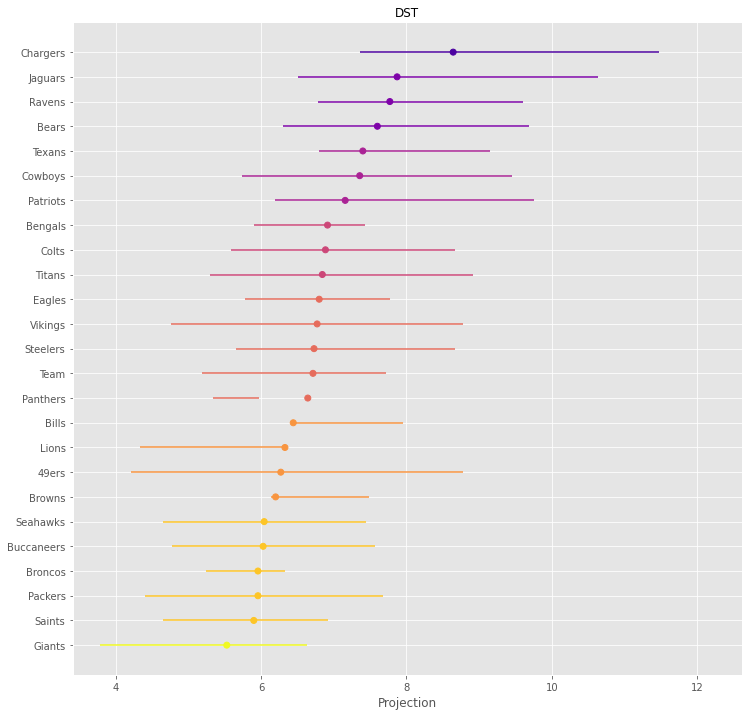 DST
Chargers
Jaguars
Ravens
Bears
Texans
Cowboys
Patriots
Bengals
Colts
Titans
Eagles
Vikings
Steelers
Team
Panthers
Bills
Lions
49ers
Browns
Seahawks
Buccaneers
Broncos
Packers
Saints
Giants
4 6 8 10 12
Projection